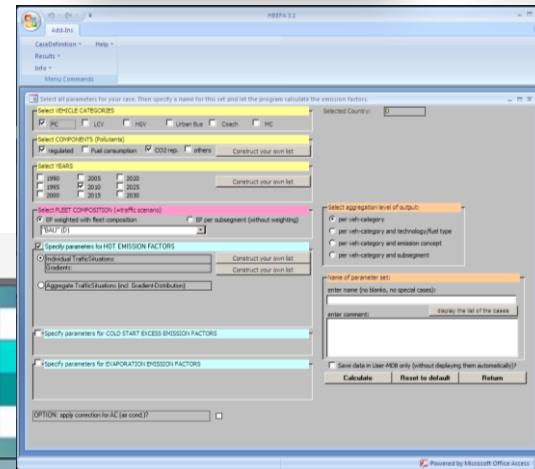 HBEFA 3.1
Add-Ins
CaseDefinition Help
Results
Info
Menu Commands
Select all parameters for your case. Then specify a name for this set and let the program calculate the emission factors.
Select VEHICLE CATEGORIES
PC LCV HGV Urban Bus Coach MC
Selected Country: D
Select COMPONENTS (Pollutants)
regulated Fuel consumption CO2 rep. others Construct your own list
Select YEARS
1990 2005 2020
1995 2010 2025
2000 2015 2030
Construct your own list
Select FLEET COMPOSITION (=traffic scenario)
EF weighted with fleet composition EF per subsegment (without weighting)
"BAU" (D)
Select aggregation level of output:
per veh-category
per veh-category and technology/fuel type
per veh-category and emission concept
per veh-category and subsegment
Specify parameters for HOT EMISSION FACTORS
Individual TrafficSituations: Construct your own list
Gradients: Construct your own list
Aggregate TrafficSituations (incl. Gradient-Distribution)
Name of parameter set:
enter name (no blanks, no special cases):
enter comment: display the list of the cases
Specify parameters for COLD START EXCESS EMISSION FACTORS
Specify parameters for EVAPORATION EMISSION FACTORS
Save data in User-MDB only (without displaying them automatically)?
Calculate Reset to default Return
OPTION: apply correction for AC (air cond.)?
Powered by Microsoft Office Access